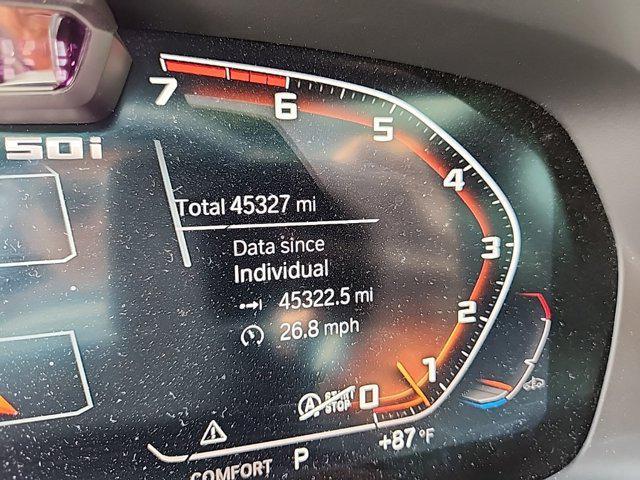 7
6
5
50i
4
Total 45327 mi
3
Data since
Individual
45322.5 mi
2
26.8 mph
1
A START STOP
0
COMFORT P +87 °F